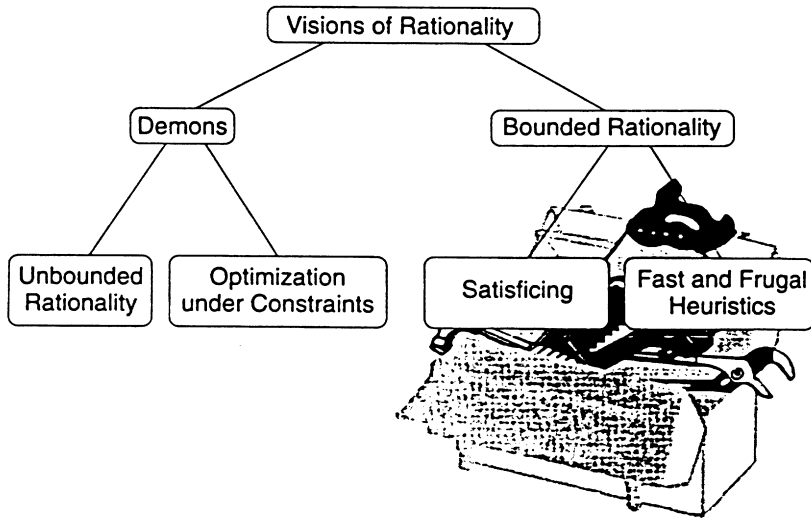 Visions of Rationality
Demons
Bounded Rationality
Unbounded
Rationality
Optimization
under Constraints
Satisficing
Fast and Frugal
Heuristics